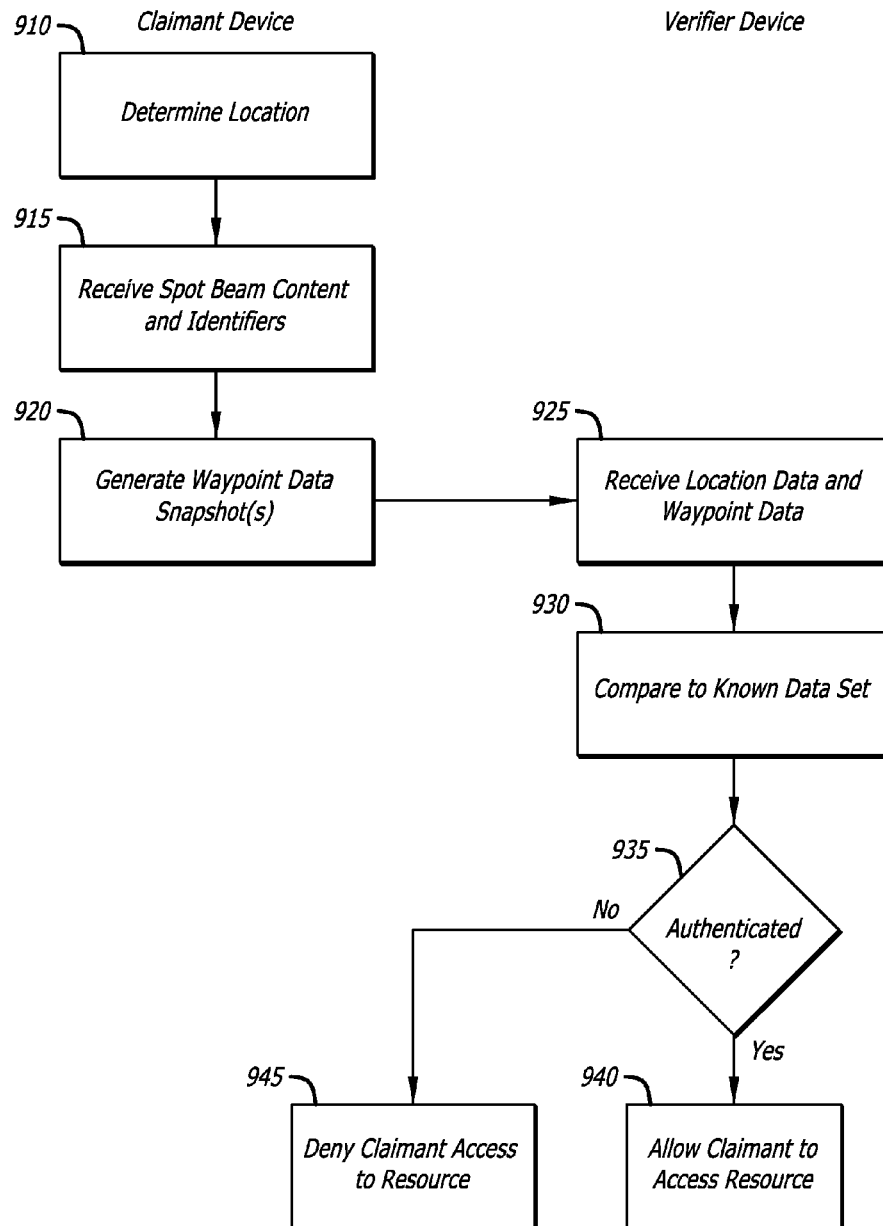 Claimant Device
Verifier Device
910
Determine Location
915
Receive Spot Beam Content
and Identifiers
920
Generate Waypoint Data
Snapshot(s)
925
Receive Location Data and
Waypoint Data
930
Compare to Known Data Set
935
Authenticated
?
No
Yes
945
Deny Claimant Access
to Resource
940
Allow Claimant to
Access Resource